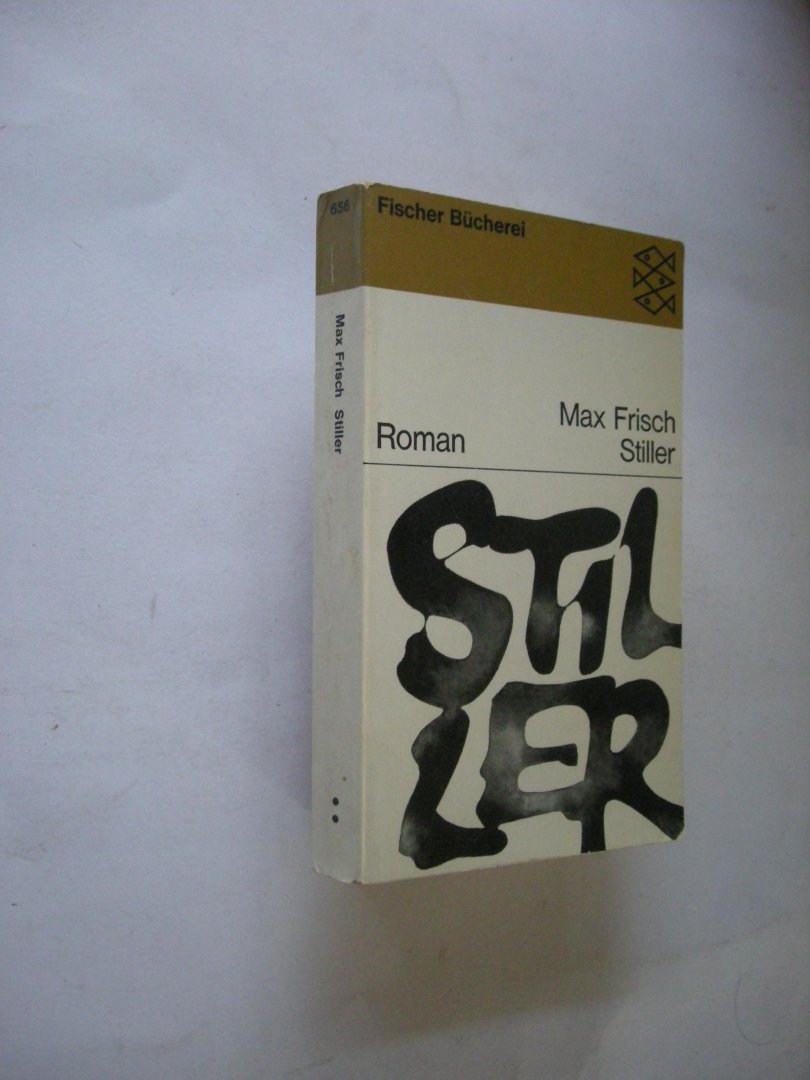 656
Max Frisch Stiller
Fischer Bücherei
Max Frisch
Roman
Stiller
STIL
LER